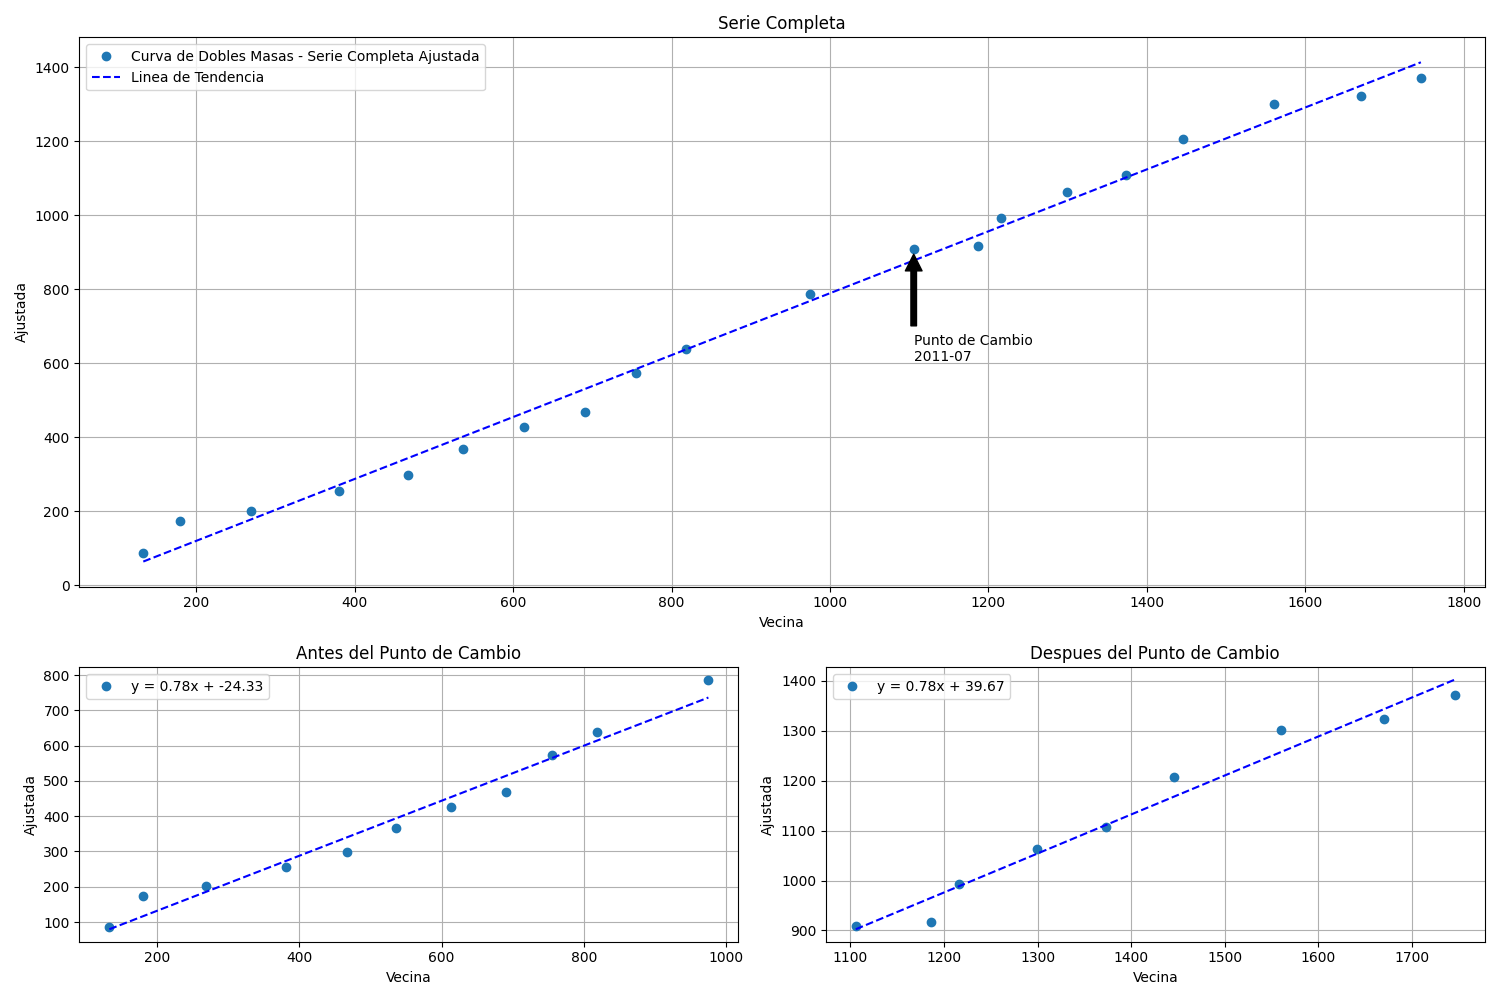 Serie Completa
Curva de Dobles Masas - Serie Completa Ajustada
Linea de Tendencia
1400
1200
1000
800
600
400
200
0
Ajustada
Punto de Cambio
2011-07
200 400 600 800 1000 1200 1400 1600 1800
Vecina
Antes del Punto de Cambio
y = 0.78x + -24.33
800
700
600
500
400
300
200
100
Ajustada
200 400 600 800 1000
Vecina
Despues del Punto de Cambio
y = 0.78x + 39.67
1400
1300
1200
1100
1000
900
Ajustada
1100 1200 1300 1400 1500 1600 1700
Vecina